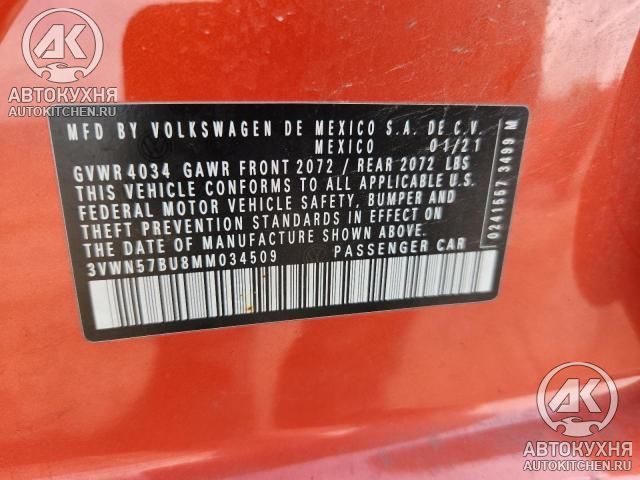 AK
АВТОКУХНЯ
AUTOKITCHEN.RU
MFD BY VOLKSWAGEN DE MEXICO S.A. DE C.V.
MEXICO 01/21
GVWR 4034 GAWR FRONT 2072 / REAR 2072 LBS
THIS VEHICLE CONFORMS TO ALL APPLICABLE U.S.
FEDERAL MOTOR VEHICLE SAFETY, BUMPER AND
THEFT PREVENTION STANDARDS IN EFFECT ON
THE DATE OF MANUFACTURE SHOWN ABOVE.
3VWN57BU8MM034509 PASSENGER CAR
0241557 3499 M
AK
АВТОКУХНЯ
AUTOKITCHEN.RU